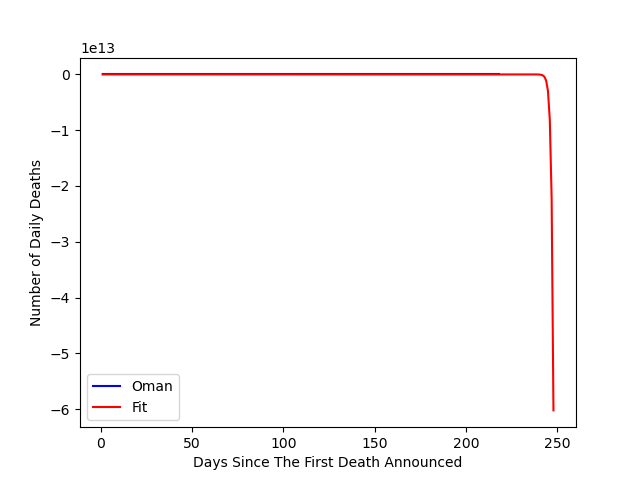 1e13
0
−1
−2
−3
−4
−5
−6
Number of Daily Deaths
Oman
Fit
0 50 100 150 200 250
Days Since The First Death Announced